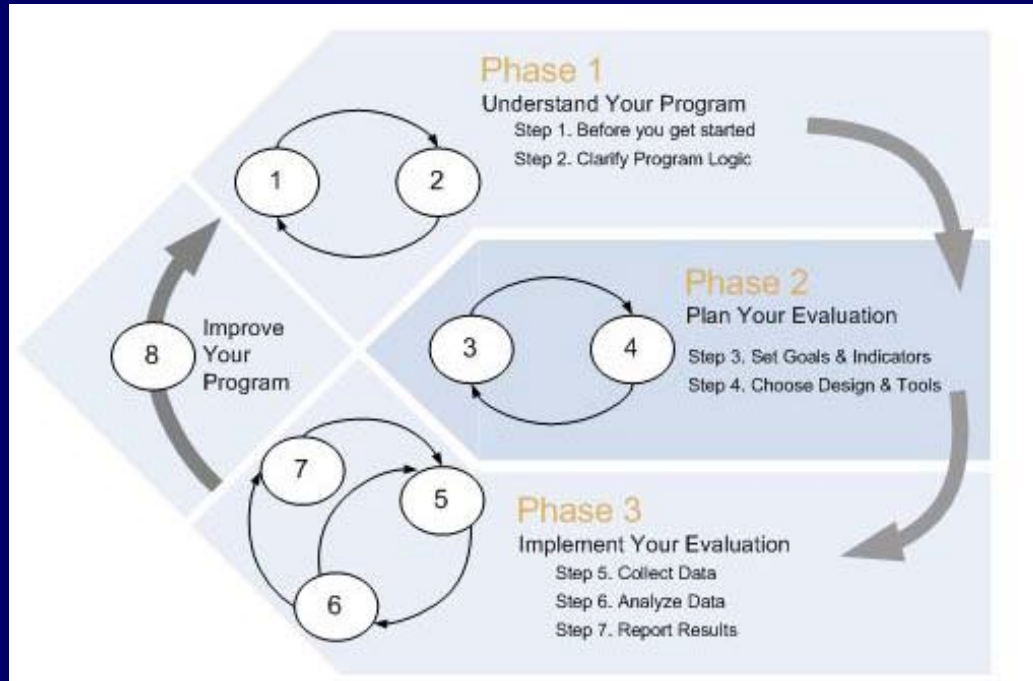 Phase 1
Understand Your Program
Step 1. Before you get started
Step 2. Clarify Program Logic
1
2
Phase 2
Plan Your Evaluation
Step 3. Set Goals & Indicators
Step 4. Choose Design & Tools
3
4
8
Improve
Your
Program
7
5
6
Phase 3
Implement Your Evaluation
Step 5. Collect Data
Step 6. Analyze Data
Step 7. Report Results